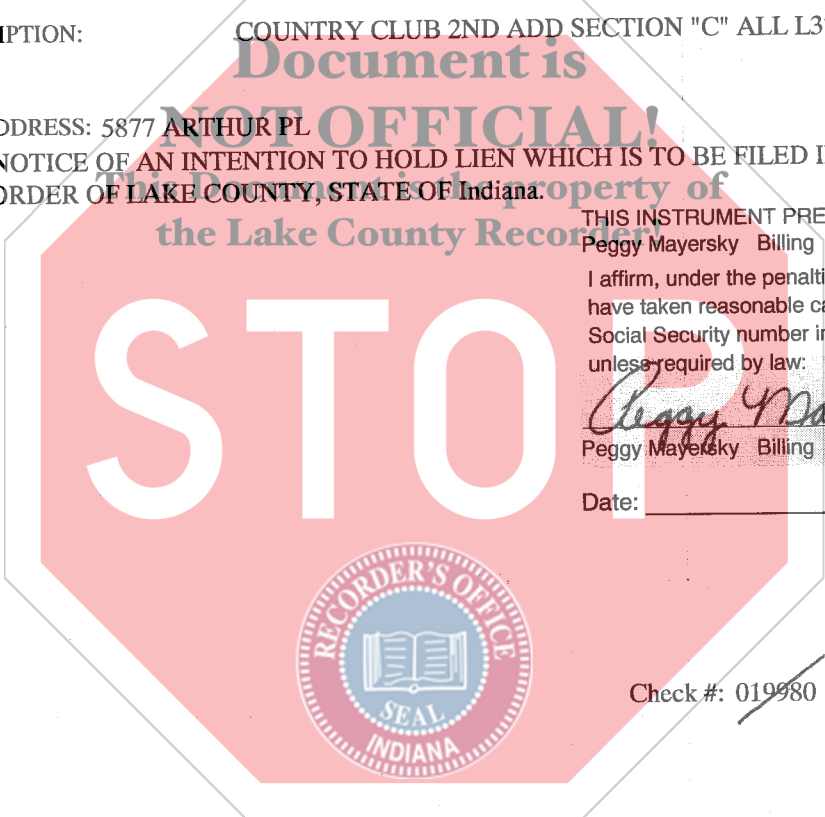 IPTION: COUNTRY CLUB 2ND ADD SECTION "C" ALL L3
Document is
NOT OFFICIAL!
DDRESS: 5877 ARTHUR PL
NOTICE OF AN INTENTION TO HOLD LIEN WHICH IS TO BE FILED I
ORDER OF LAKE COUNTY, STATE OF Indiana.
This Document is the property of
the Lake County Recorder!
THIS INSTRUMENT PRE
Peggy Mayersky Billing
I affirm, under the penalti
have taken reasonable ca
Social Security number i
unless required by law:
Peggy Ma
Peggy Mayersky Billing
Date:
STOP
RECORDER'S OFFICE
SEAL
INDIANA
Check #: 019980